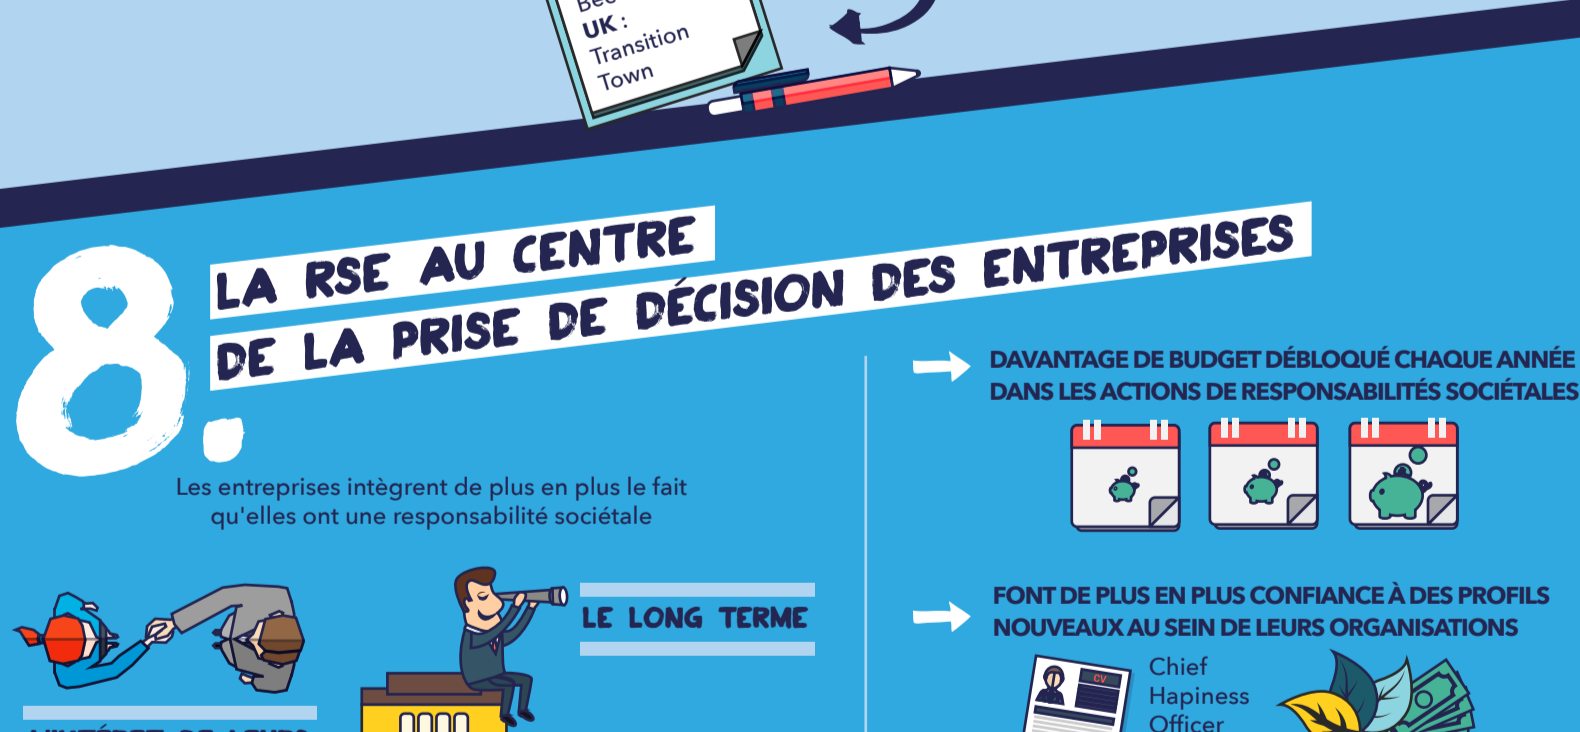 UK :
Transition
Town
8.
LA RSE AU CENTRE
DE LA PRISE DE DÉCISION DES ENTREPRISES
Les entreprises intègrent de plus en plus le fait
qu'elles ont une responsabilité sociétale
LE LONG TERME
DAVANTAGE DE BUDGET DÉBLOQUÉ CHAQUE ANNÉE
DANS LES ACTIONS DE RESPONSABILITÉS SOCIÉTALES
FONT DE PLUS EN PLUS CONFIANCE À DES PROFILS
NOUVEAUX AU SEIN DE LEURS ORGANISATIONS
CV
Chief
Hapiness
Officer